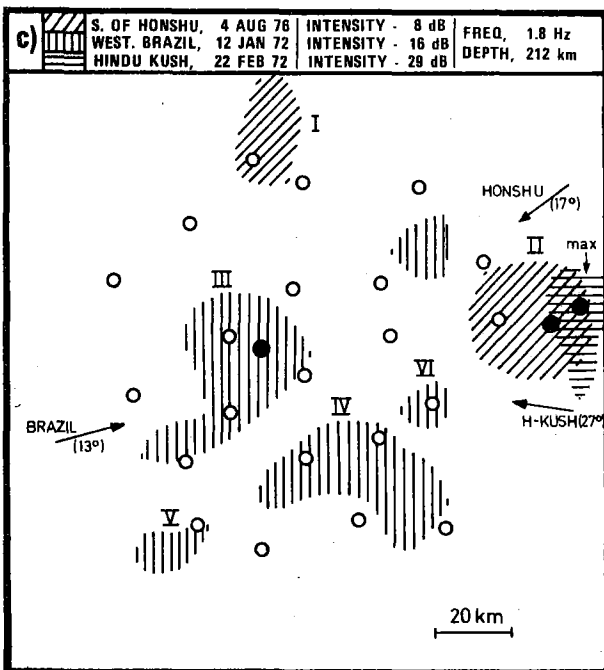 c)
S. OF HONSHU, 4 AUG 76 INTENSITY - 8 dB
WEST. BRAZIL, 12 JAN 72 INTENSITY - 16 dB
HINDU KUSH, 22 FEB 72 INTENSITY - 29 dB
FREQ, 1.8 Hz
DEPTH, 212 km
I
HONSHU
(17°)
II
max
III
VI
IV
BRAZIL
(13°)
H-KUSH(27°)
V
20 km